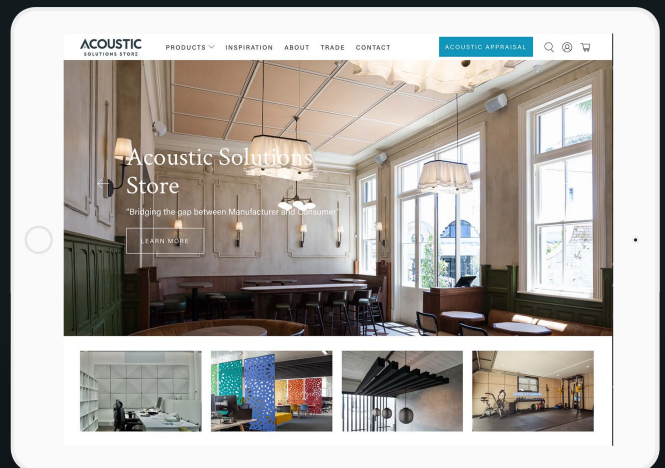 ACOUSTIC
SOLUTIONS STORE
PRODUCTS INSPIRATION ABOUT TRADE CONTACT
ACOUSTIC APPRAISAL
Acoustic Solutions
Store
"Bridging the gap between Manufacturer and Consumer"
LEARN MORE